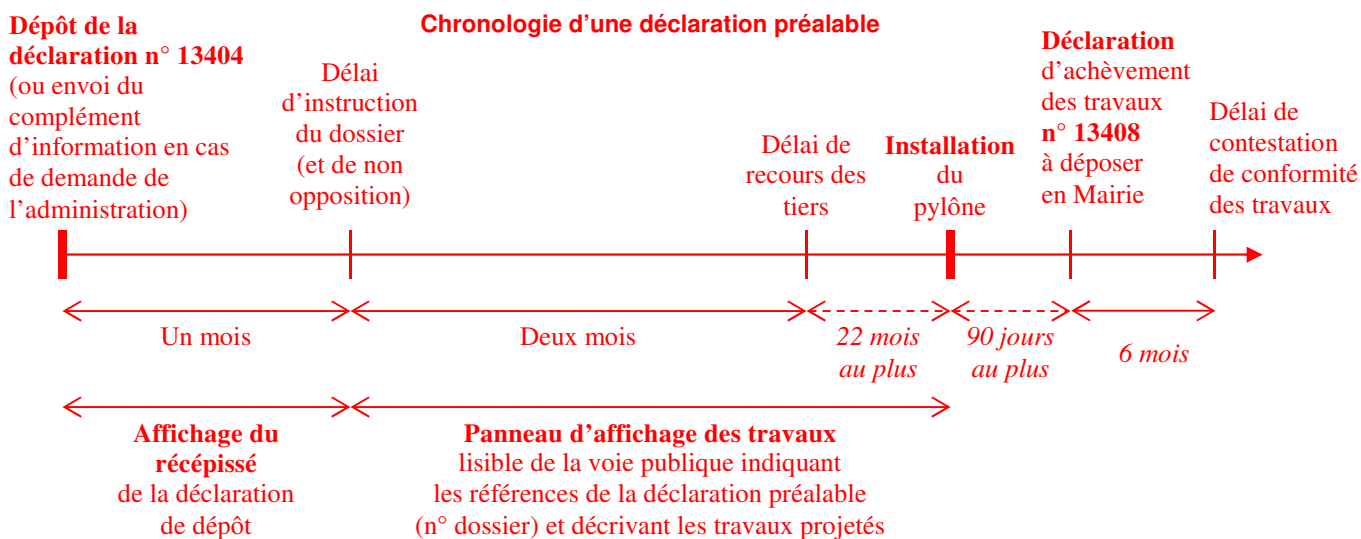 Chronologie d’une déclaration préalable
Dépôt de la
déclaration n° 13404
(ou envoi du
complément
d’information en cas
de demande de
l’administration)
Délai
d’instruction
du dossier
(et de non
opposition)
Délai de
recours des
tiers
Installation
du
pylône
Déclaration
d’achèvement
des travaux
n° 13408
à déposer
en Mairie
Délai de
contestation
de conformité
des travaux
Un mois
Deux mois
22 mois
au plus
90 jours
au plus
6 mois
Affichage du
récépissé
de la déclaration
de dépôt
Panneau d’affichage des travaux
lisible de la voie publique indiquant
les références de la déclaration préalable
(n° dossier) et décrivant les travaux projetés